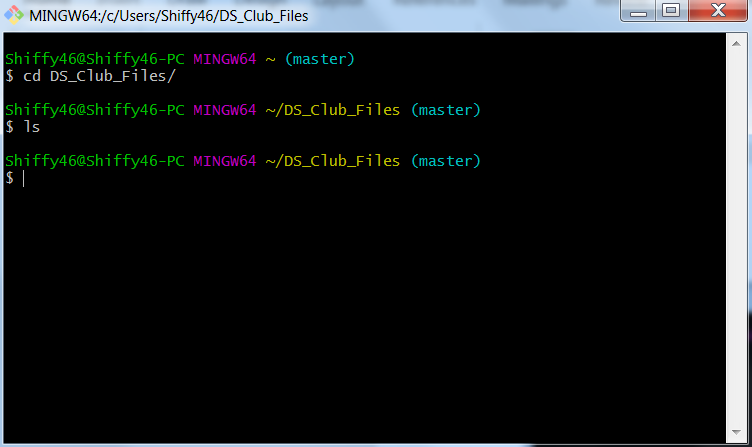 MINGW64:/c/Users/Shiffy46/DS_Club_Files
Shiffy46@Shiffy46-PC MINGW64 ~ (master)
$ cd DS_Club_Files/
Shiffy46@Shiffy46-PC MINGW64 ~/DS_Club_Files (master)
$ ls
Shiffy46@Shiffy46-PC MINGW64 ~/DS_Club_Files (master)
$